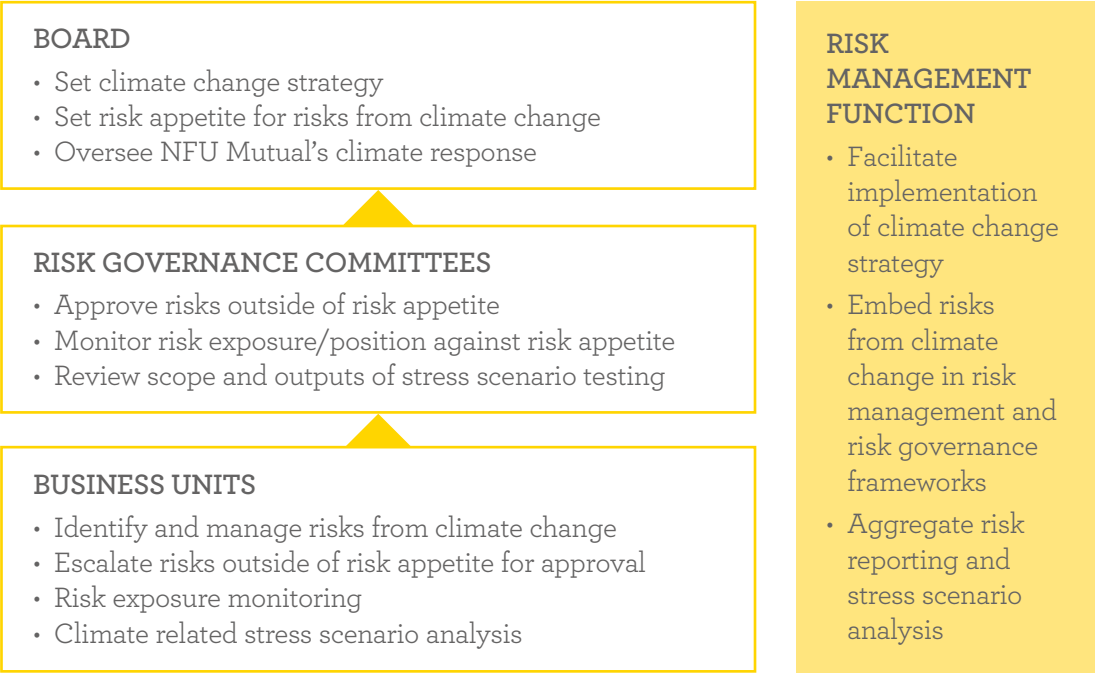 BOARD
• Set climate change strategy
• Set risk appetite for risks from climate change
• Oversee NFU Mutual’s climate response
RISK GOVERNANCE COMMITTEES
• Approve risks outside of risk appetite
• Monitor risk exposure/position against risk appetite
• Review scope and outputs of stress scenario testing
BUSINESS UNITS
• Identify and manage risks from climate change
• Escalate risks outside of risk appetite for approval
• Risk exposure monitoring
• Climate related stress scenario analysis
RISK
MANAGEMENT
FUNCTION
• Facilitate
implementation
of climate change
strategy
• Embed risks
from climate
change in risk
management and
risk governance
frameworks
• Aggregate risk
reporting and
stress scenario
analysis